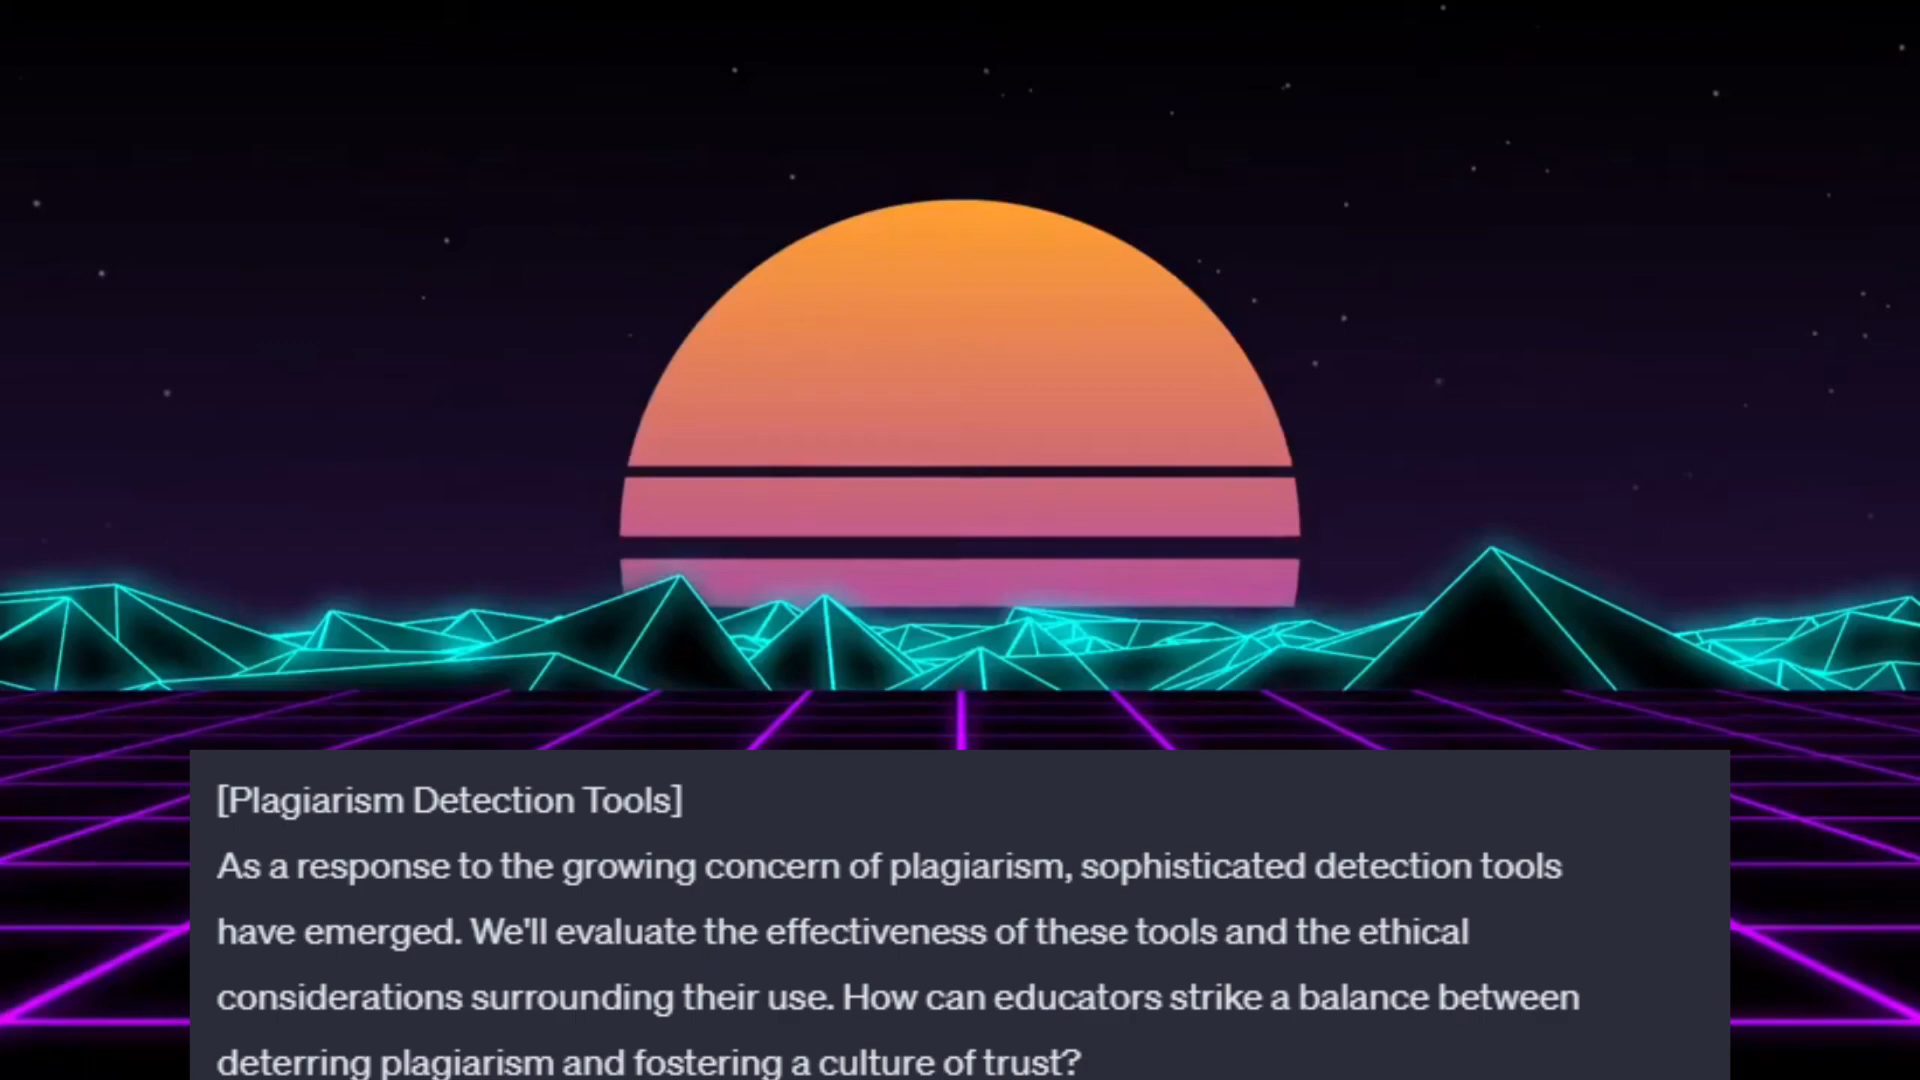 [Plagiarism Detection Tools]
As a response to the growing concern of plagiarism, sophisticated detection tools
have emerged. We'll evaluate the effectiveness of these tools and the ethical
considerations surrounding their use. How can educators strike a balance between
deterring plagiarism and fostering a culture of trust?